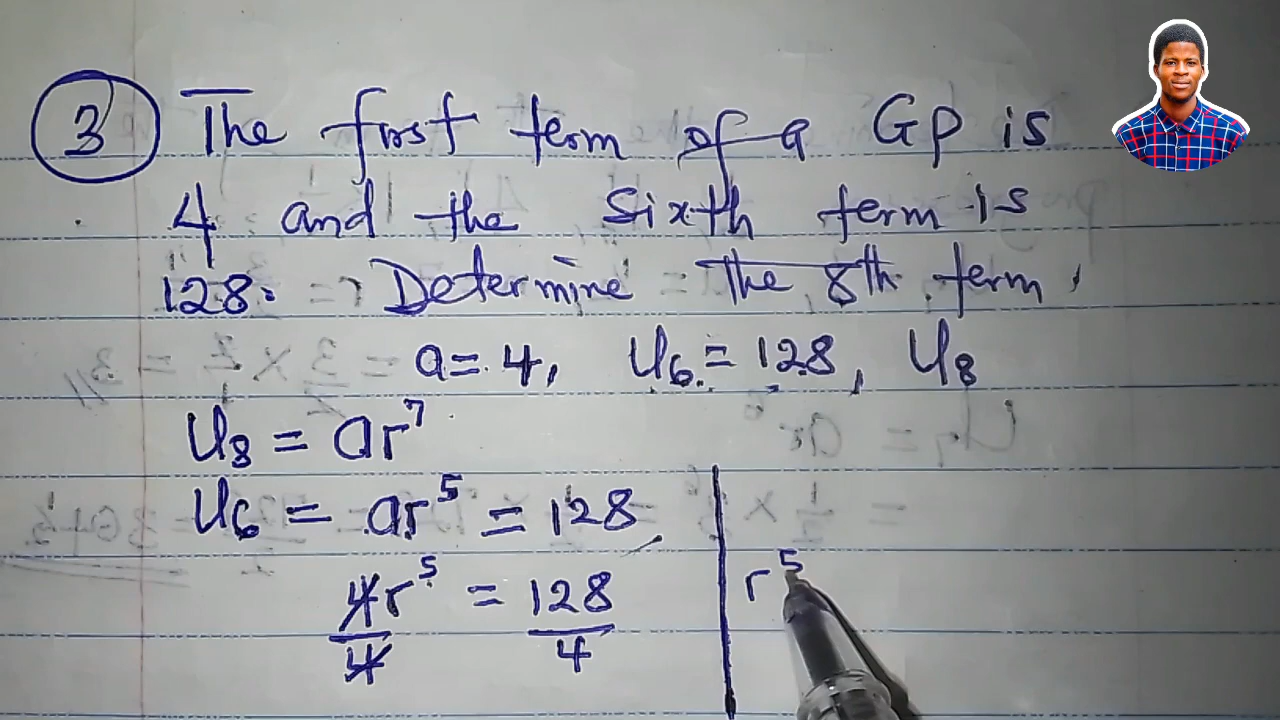 3 The first term of a GP is
4 and the sixth term is
128. Determine the 8th term,
a = 4, U₆ = 128, U₈
U₈ = ar⁷
U₆ = ar⁵ = 128,
4r⁵/4 = 128/4
r⁵